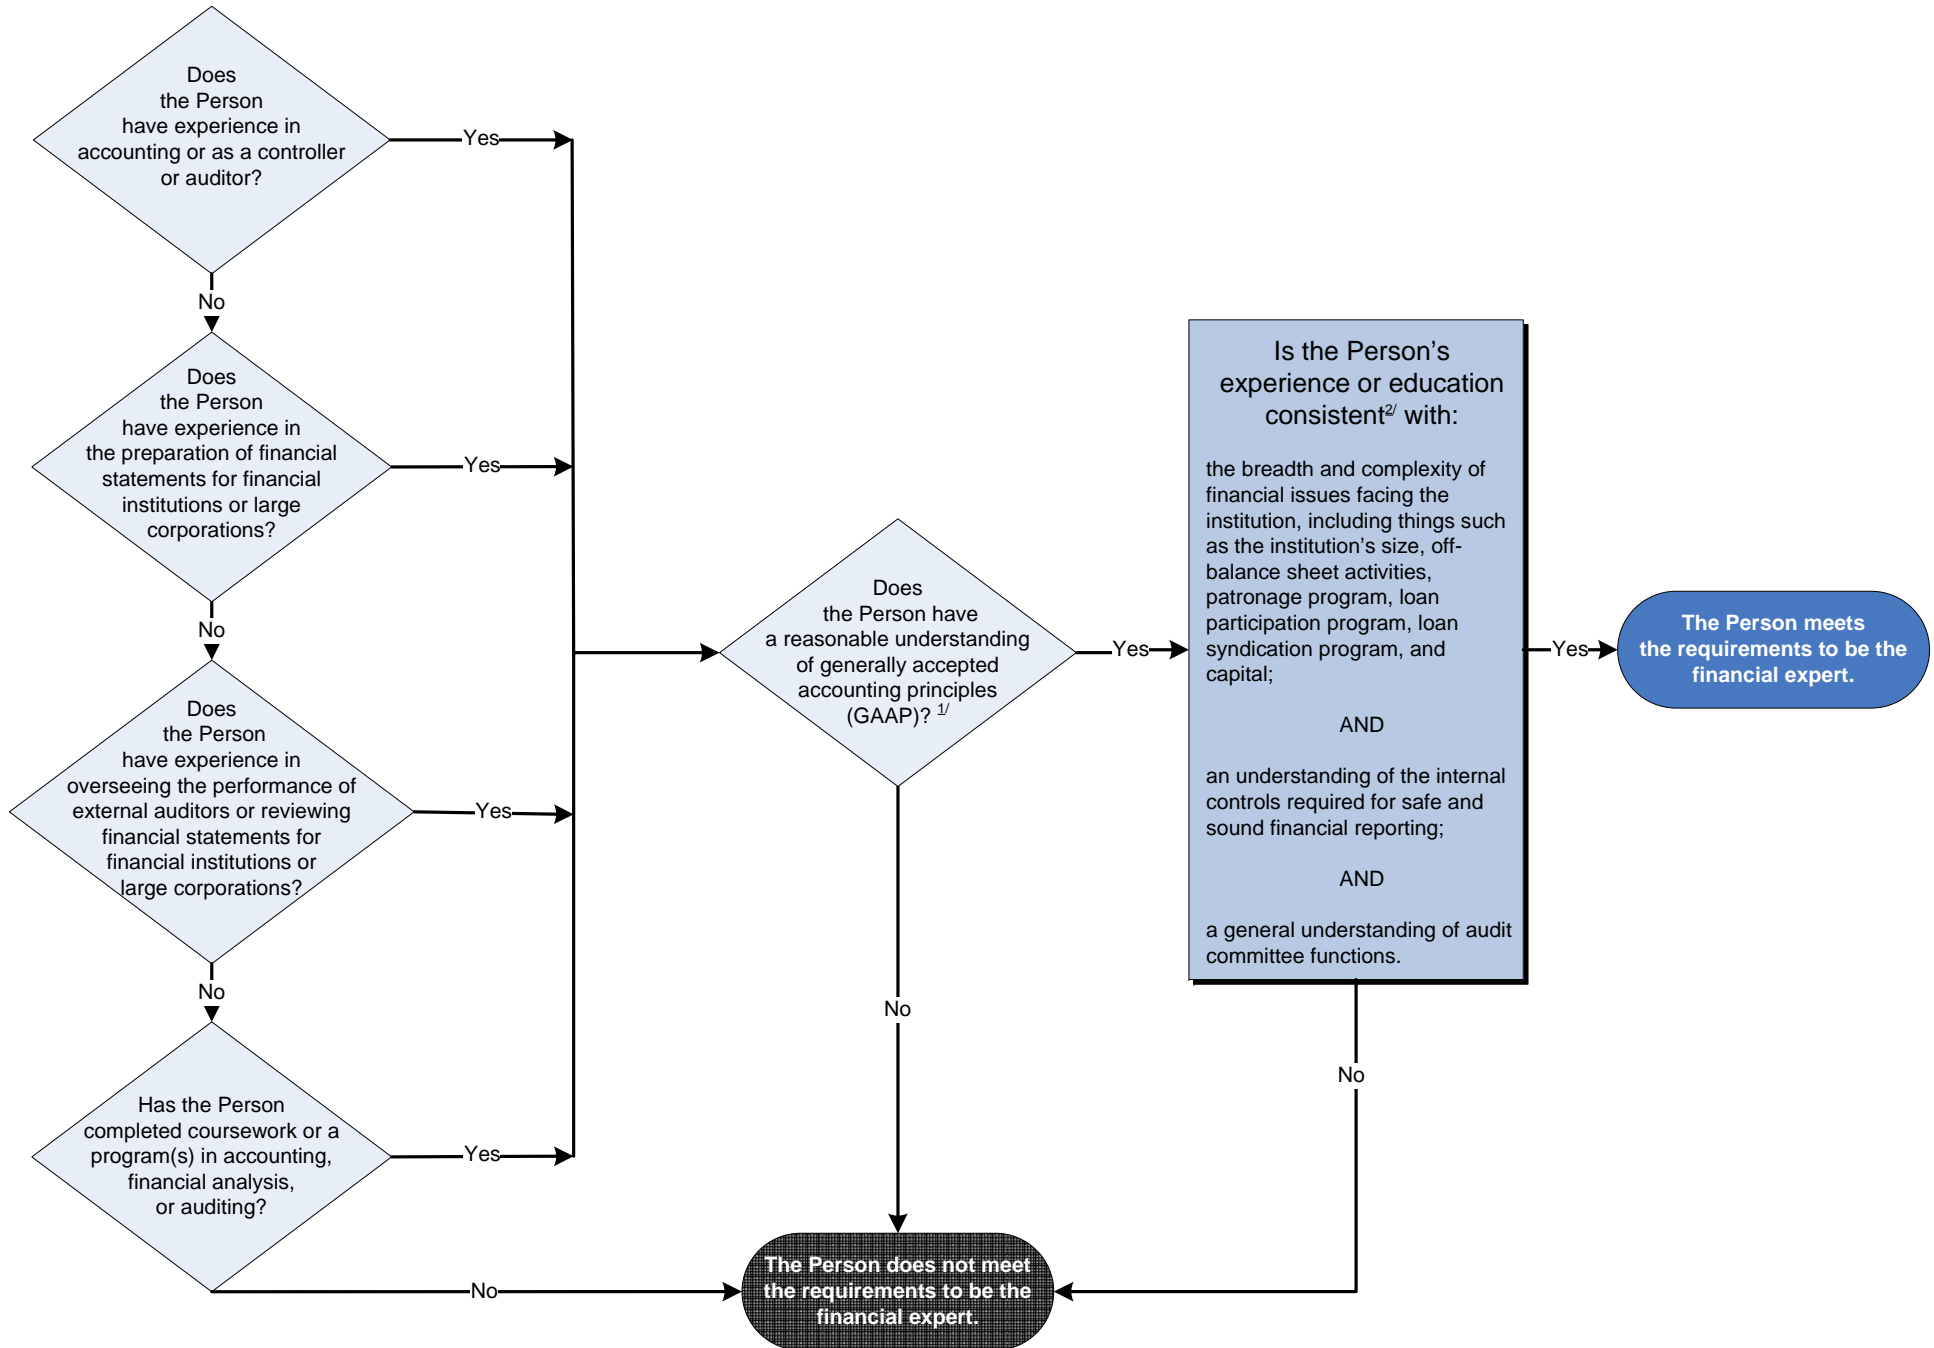 Does
the Person
have experience in
accounting or as a controller
or auditor?
Yes
No
Does
the Person
have experience in
the preparation of financial
statements for financial
institutions or large
corporations?
Yes
No
Does
the Person
have experience in
overseeing the performance of
external auditors or reviewing
financial statements for
financial institutions or
large corporations?
Yes
No
Has the Person
completed coursework or a
program(s) in accounting,
financial analysis,
or auditing?
Yes
No
Does
the Person have
a reasonable understanding
of generally accepted
accounting principles
(GAAP)? 1/
Yes
No
Is the Person’s
experience or education
consistent2/ with:
the breadth and complexity of
financial issues facing the
institution, including things such
as the institution’s size, off-
balance sheet activities,
patronage program, loan
participation program, loan
syndication program, and
capital;
AND
an understanding of the internal
controls required for safe and
sound financial reporting;
AND
a general understanding of audit
committee functions.
Yes
No
The Person meets
the requirements to be the
financial expert.
The Person does not meet
the requirements to be the
financial expert.